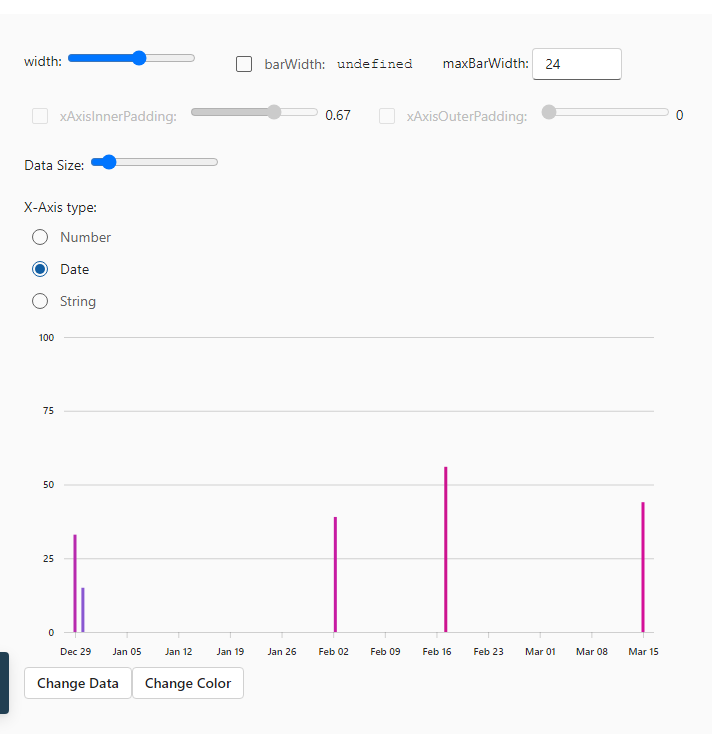 width: barWidth: undefined maxBarWidth: 24
xAxisInnerPadding: 0.67 xAxisOuterPadding: 0
Data Size:
X-Axis type:
Number
Date
String
100
75
50
25
0
Dec 29 Jan 05 Jan 12 Jan 19 Jan 26 Feb 02 Feb 09 Feb 16 Feb 23 Mar 01 Mar 08 Mar 15
Change Data Change Color